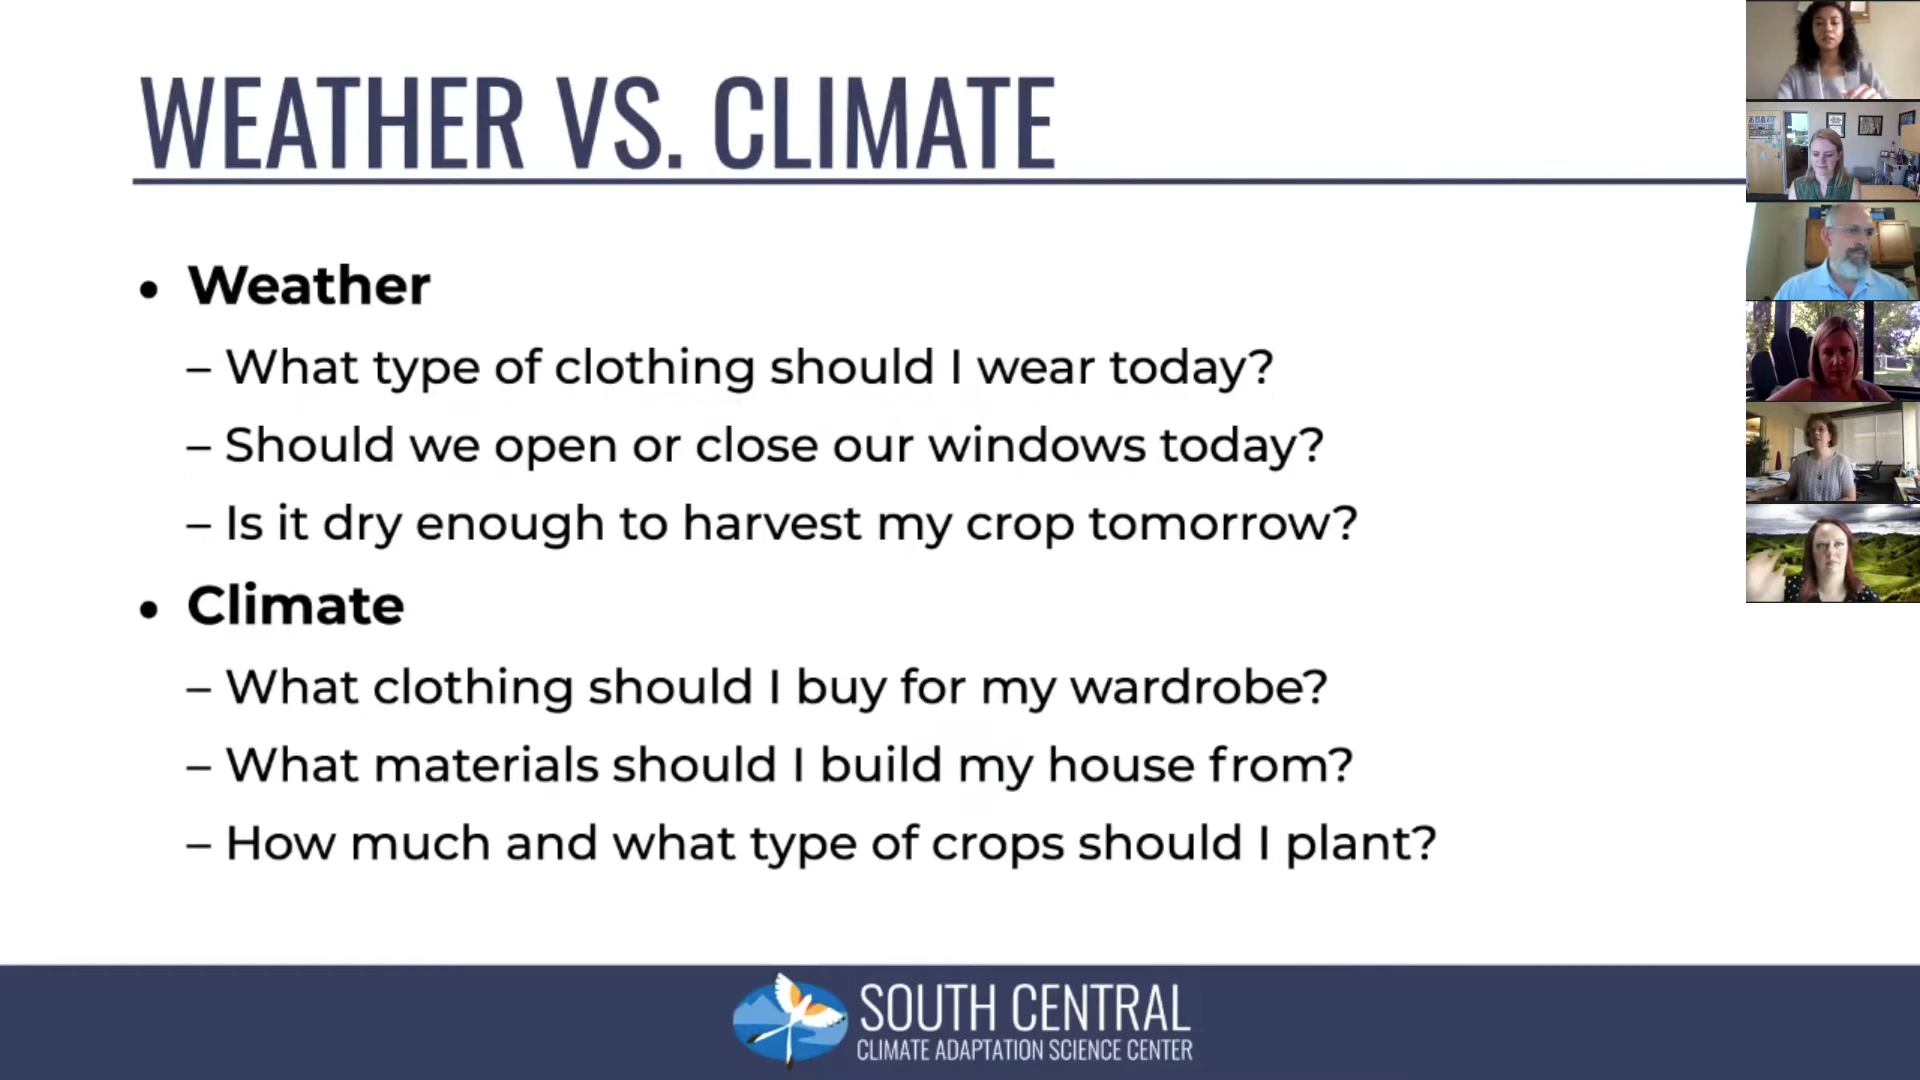 WEATHER VS. CLIMATE
• Weather
– What type of clothing should I wear today?
– Should we open or close our windows today?
– Is it dry enough to harvest my crop tomorrow?
• Climate
– What clothing should I buy for my wardrobe?
– What materials should I build my house from?
– How much and what type of crops should I plant?
SOUTH CENTRAL
CLIMATE ADAPTATION SCIENCE CENTER